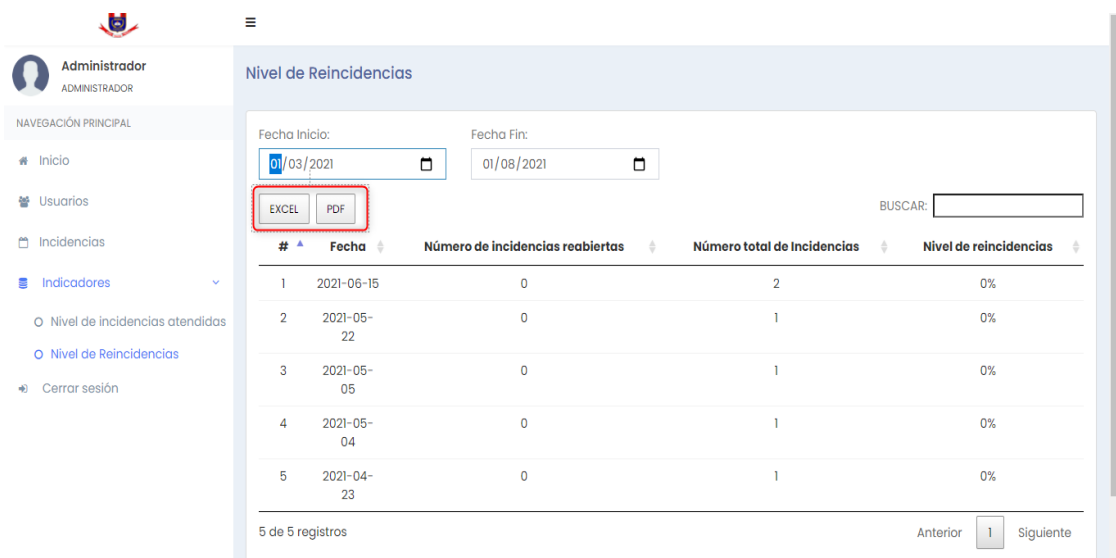 ≡
Administrador
ADMINISTRADOR
NAVEGACIÓN PRINCIPAL
Inicio
Usuarios
Incidencias
Indicadores
Nivel de incidencias atendidas
Nivel de Reincidencias
Cerrar sesión
Nivel de Reincidencias
Fecha Inicio: Fecha Fin:
01/03/2021 01/08/2021
EXCEL PDF BUSCAR:
# Fecha Número de incidencias reabiertas Número total de Incidencias Nivel de reincidencias
1 2021-06-15 0 2 0%
2 2021-05- 0 1 0%
22
3 2021-05- 0 1 0%
05
4 2021-05- 0 1 0%
04
5 2021-04- 0 1 0%
23
5 de 5 registros Anterior 1 Siguiente